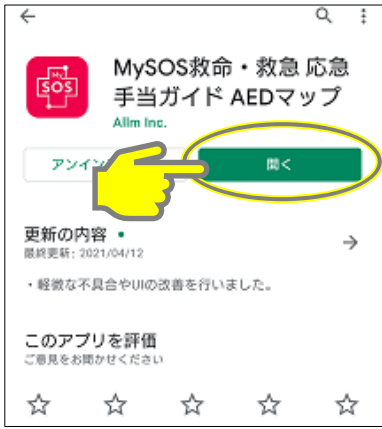 My
SOS
MySOS救命・救急 応急
手当ガイド AEDマップ
Allm Inc.
アンイン
開く
更新の内容
最終更新: 2021/04/12
・軽微な不具合やUIの改善を行いました。
このアプリを評価
ご意見をお聞かせください